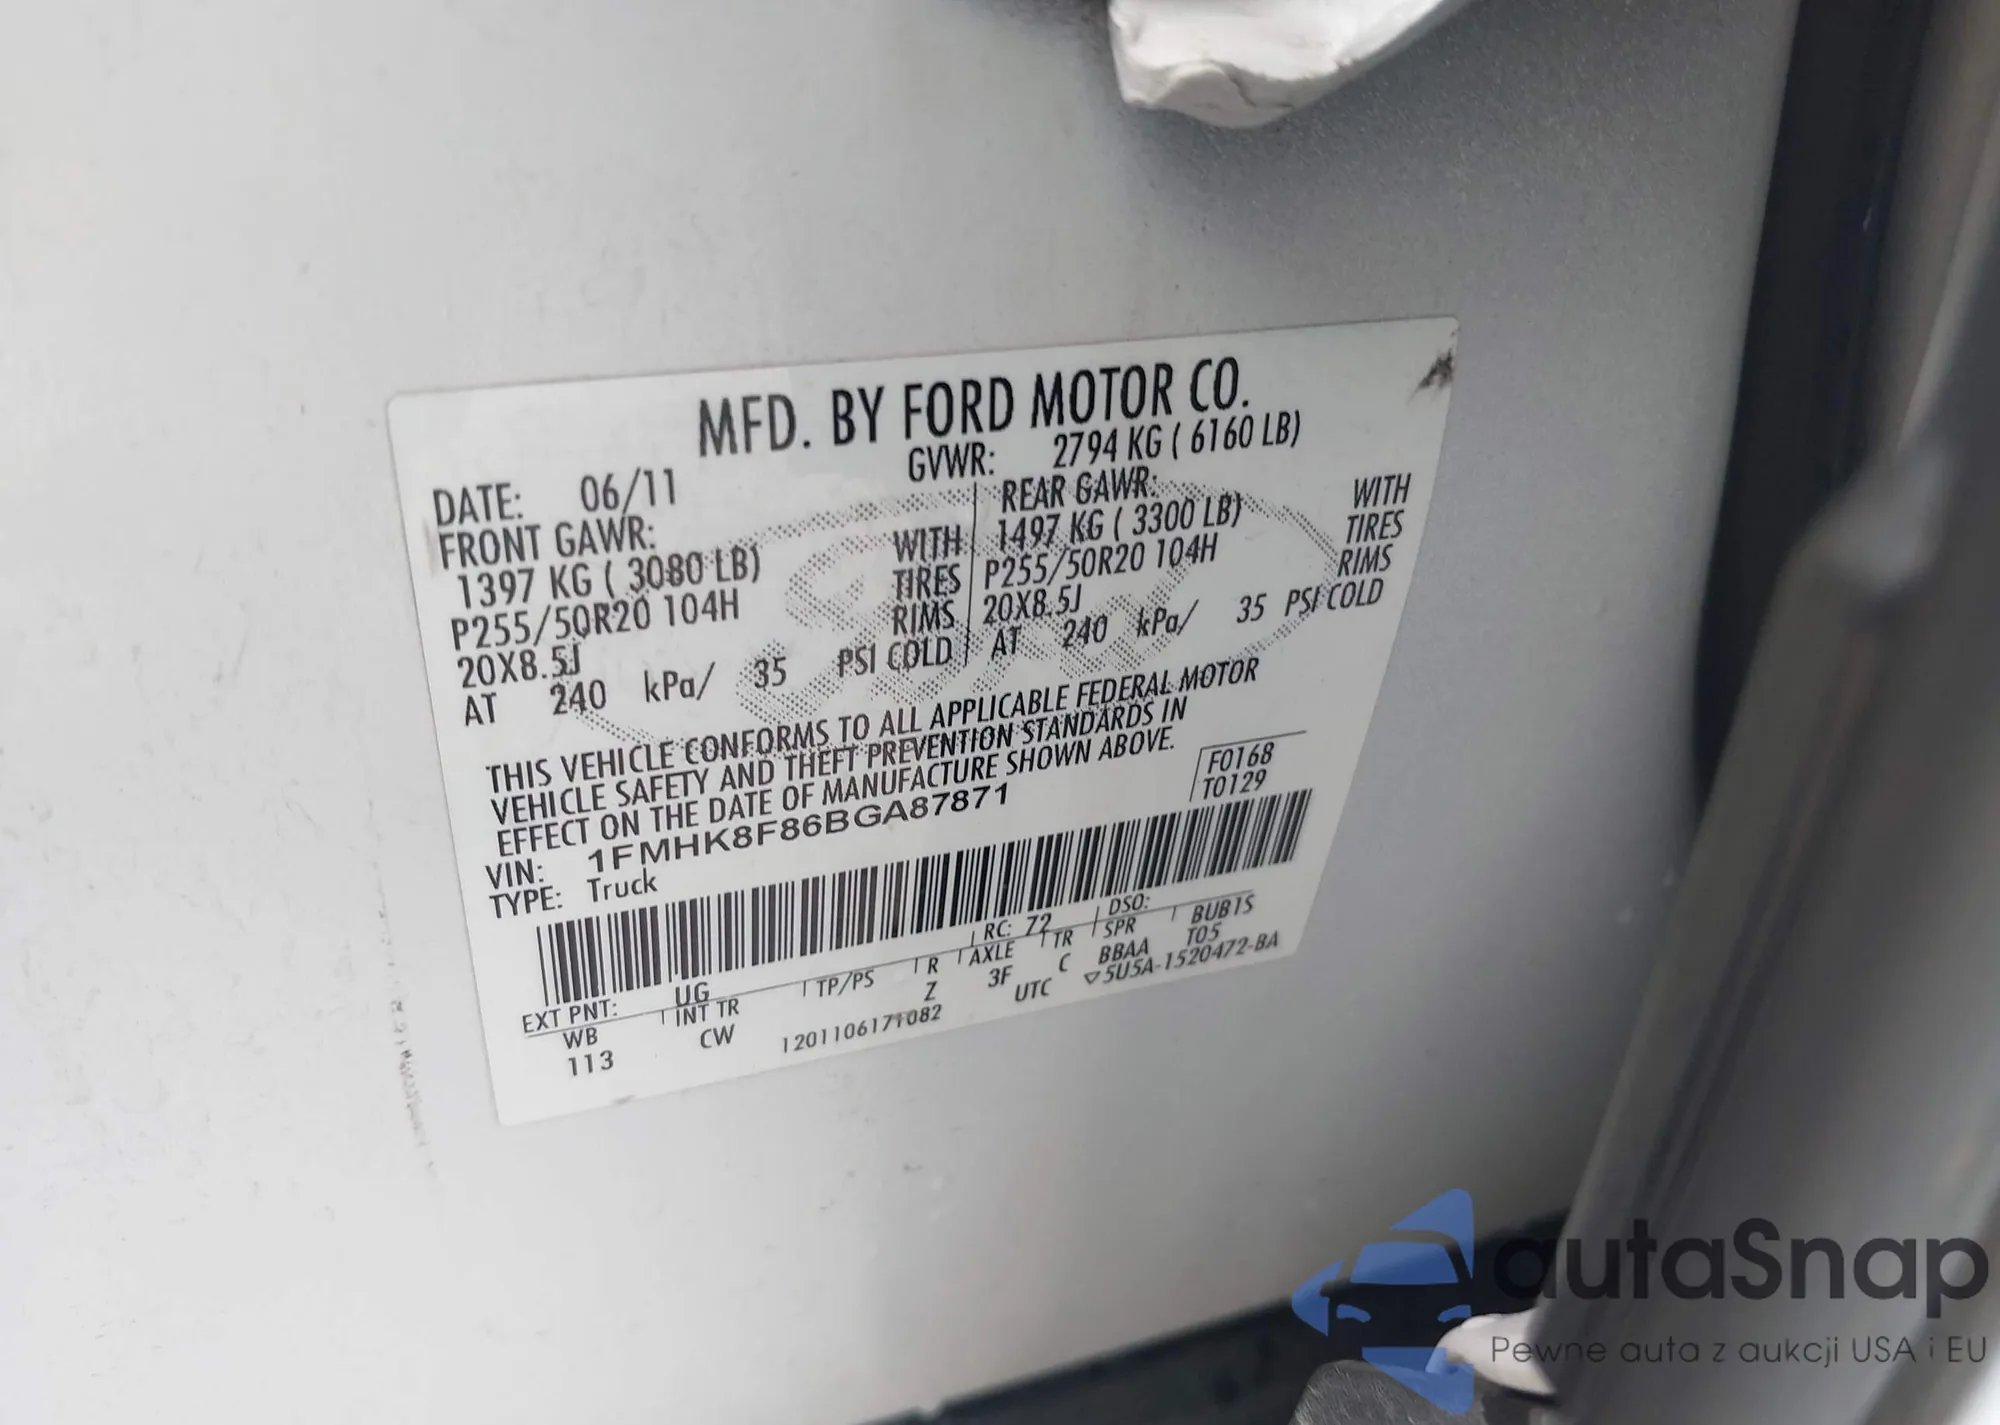 MFD. BY FORD MOTOR CO.
DATE: 06/11 GVWR: 2794 KG ( 6160 LB)
FRONT GAWR: REAR GAWR:
1397 KG ( 3080 LB) WITH 1497 KG ( 3300 LB) WITH
P255/50R20 104H TIRES P255/50R20 104H TIRES
20X8.5J RIMS 20X8.5J RIMS
AT 240 kPa/ 35 PSI COLD AT 240 kPa/ 35 PSI COLD
THIS VEHICLE CONFORMS TO ALL APPLICABLE FEDERAL MOTOR
VEHICLE SAFETY AND THEFT PREVENTION STANDARDS IN
EFFECT ON THE DATE OF MANUFACTURE SHOWN ABOVE.
VIN: 1FMHK8F86BGA87871 F0168
TYPE: Truck T0129
EXT PNT: UG RC: 72 DSO:
WB INT TR TP/PS R AXLE TR SPR BUB1S
113 CW Z 3F C BBAA T05
1201106171082 UTC ▽5U5A-1520472-BA
autaSnap
Pewne auta z aukcji USA i EU